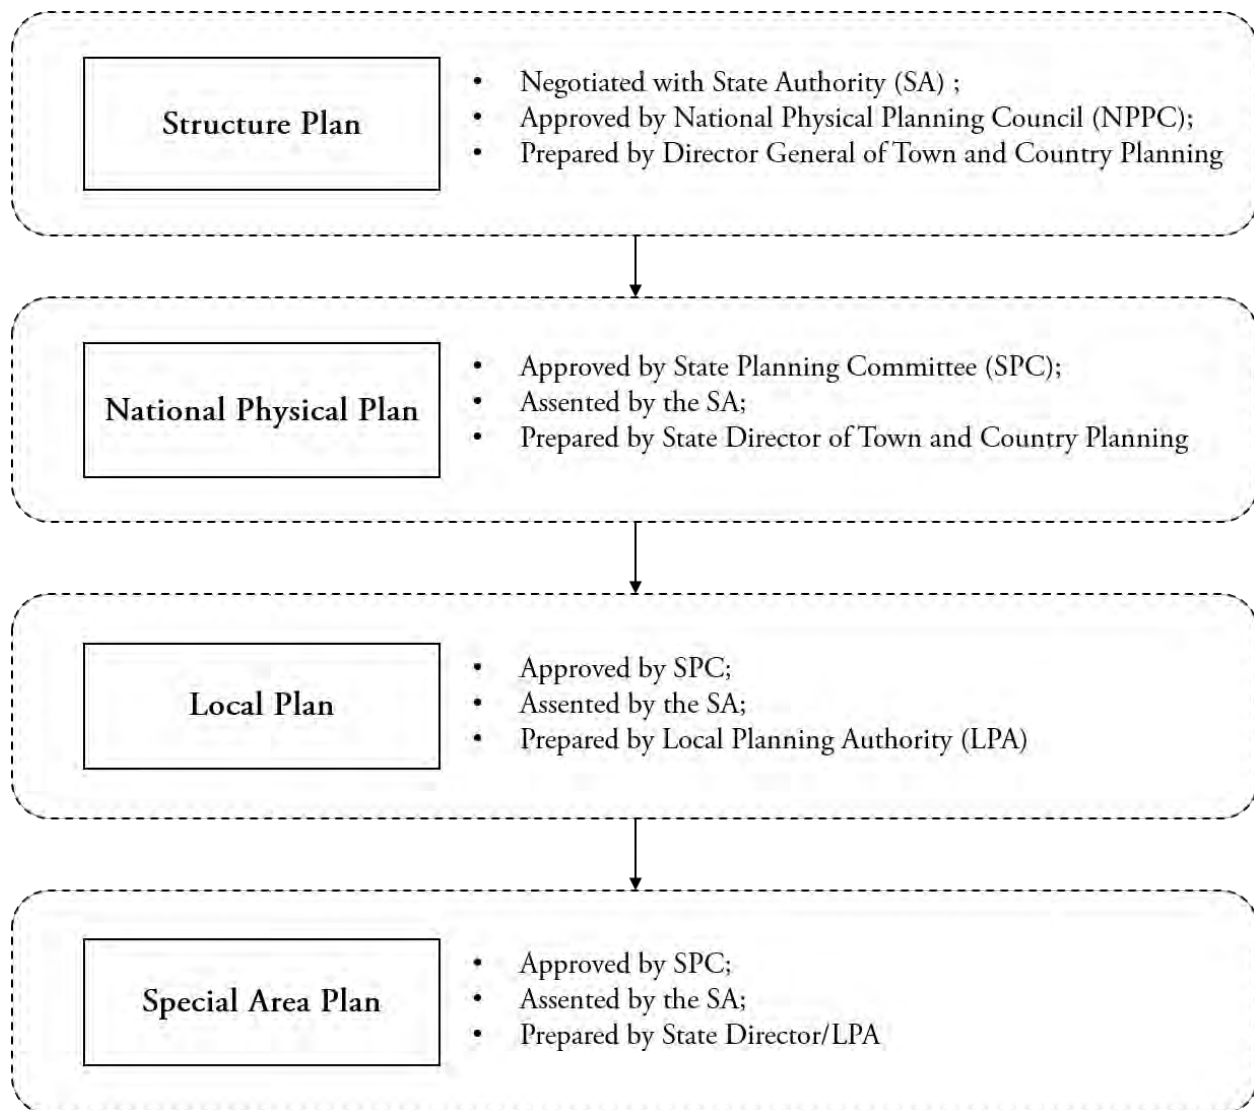 Structure Plan
• Negotiated with State Authority (SA) ;
• Approved by National Physical Planning Council (NPPC);
• Prepared by Director General of Town and Country Planning
National Physical Plan
• Approved by State Planning Committee (SPC);
• Assented by the SA;
• Prepared by State Director of Town and Country Planning
Local Plan
• Approved by SPC;
• Assented by the SA;
• Prepared by Local Planning Authority (LPA)
Special Area Plan
• Approved by SPC;
• Assented by the SA;
• Prepared by State Director/LPA